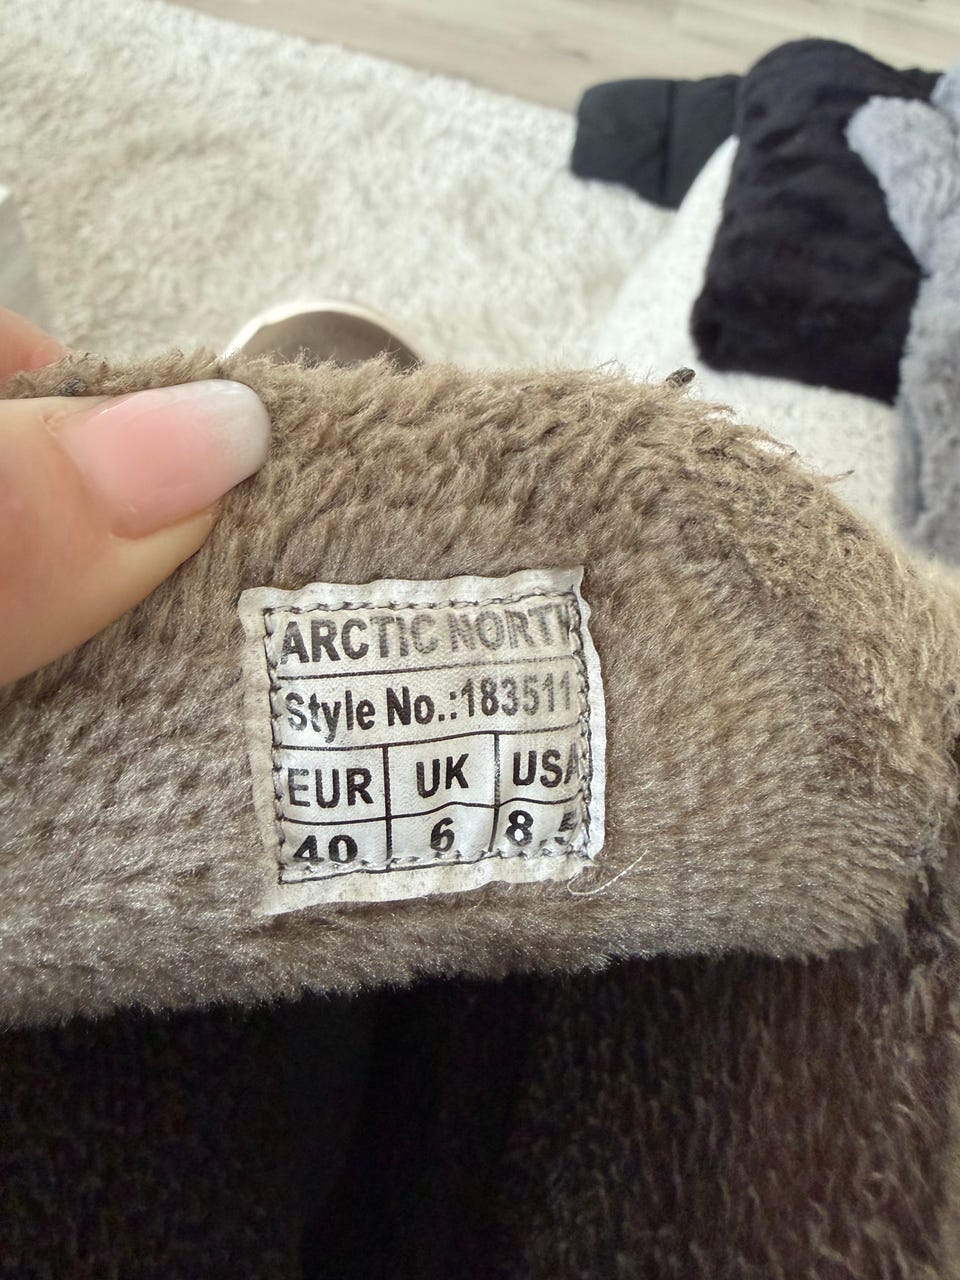 ARCTIC NORTH
Style No.:183511
EUR UK USA
40 6 8.5